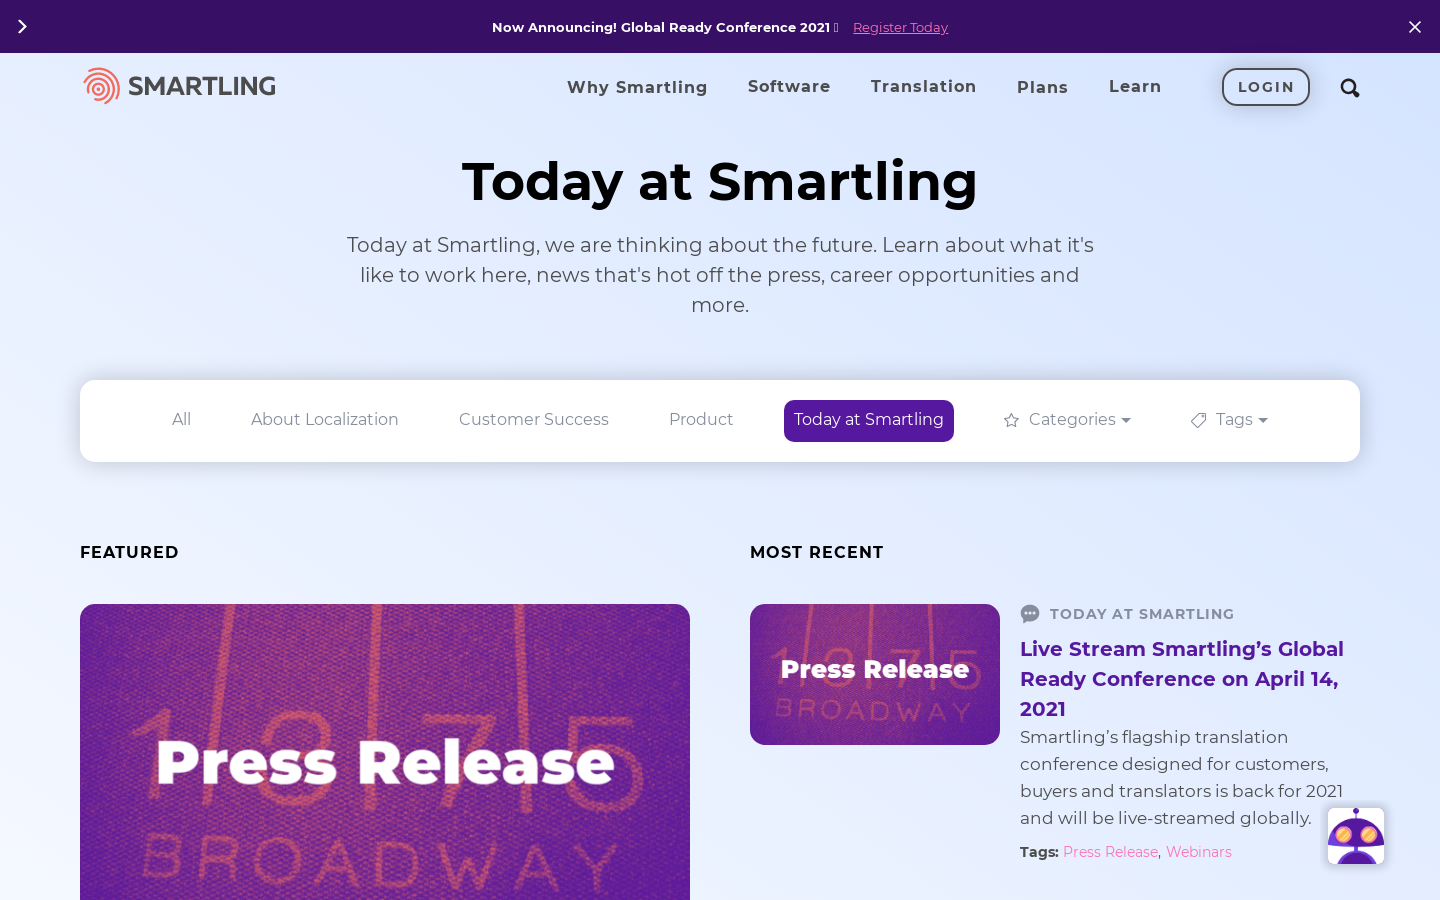 Now Announcing! Global Ready Conference 2021 Register Today
SMARTLING
Why Smartling Software Translation Plans Learn LOGIN
Today at Smartling
Today at Smartling, we are thinking about the future. Learn about what it's
like to work here, news that's hot off the press, career opportunities and
more.
All About Localization Customer Success Product Today at Smartling Categories Tags
FEATURED
MOST RECENT
1375
Press Release
BROADWAY
1375
Press Release
BROADWAY
TODAY AT SMARTLING
Live Stream Smartling’s Global
Ready Conference on April 14,
2021
Smartling’s flagship translation
conference designed for customers,
buyers and translators is back for 2021
and will be live-streamed globally.
Tags: Press Release, Webinars